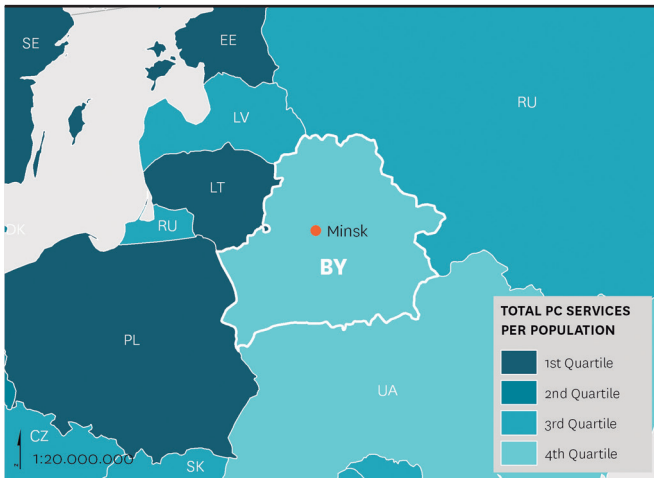 SE
EE
RU
LV
LT
DK
RU
Minsk
BY
PL
UA
CZ
SK
1:20.000.000
TOTAL PC SERVICES
PER POPULATION
1st Quartile
2nd Quartile
3rd Quartile
4th Quartile